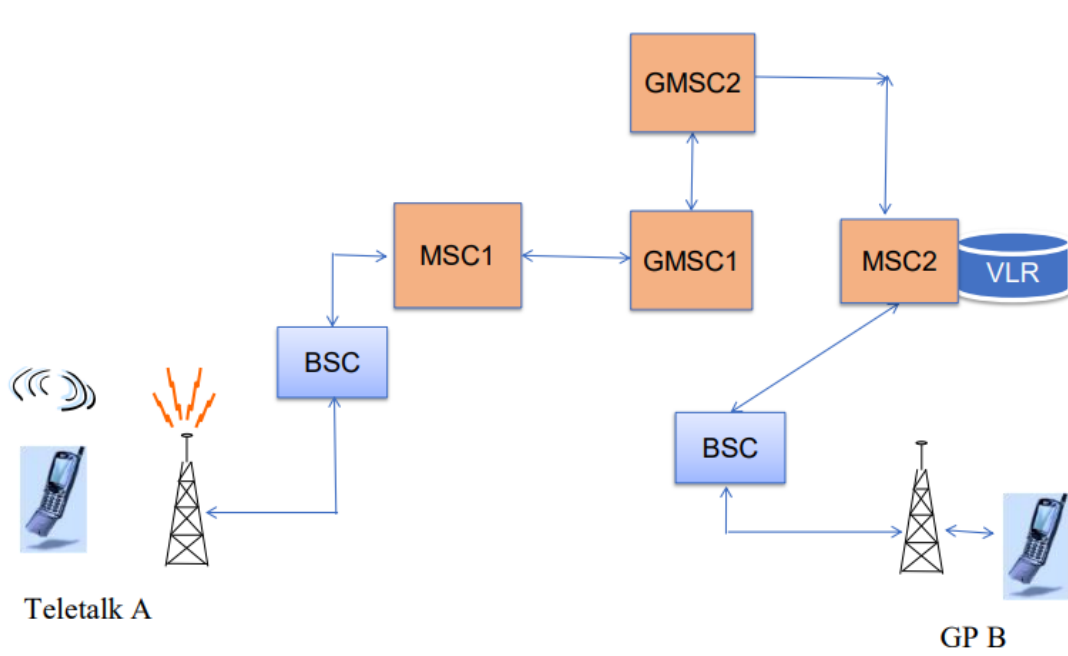 GMSC2
MSC1
GMSC1
MSC2
VLR
BSC
BSC
Teletalk A
GP B